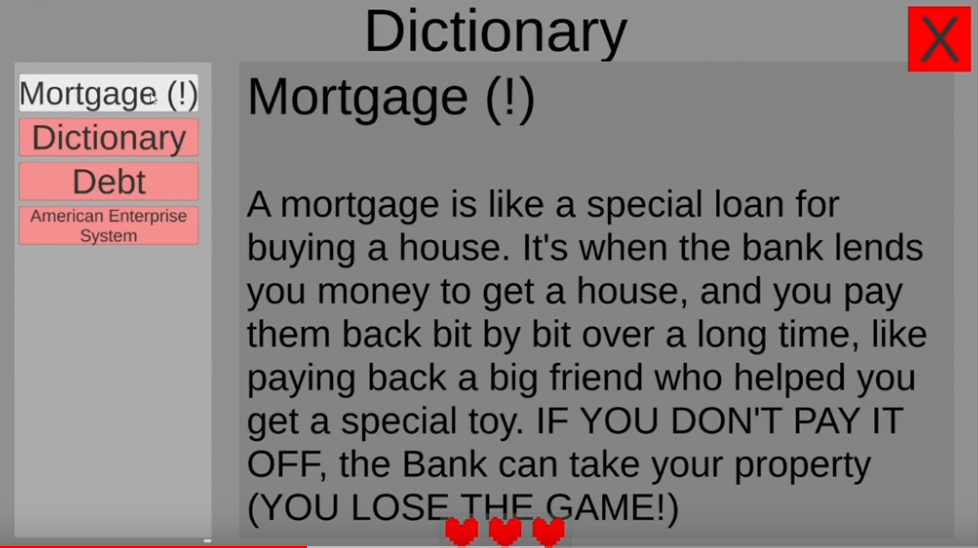 Dictionary
X
Mortgage (!)
Dictionary
Debt
American Enterprise
System
Mortgage (!)
A mortgage is like a special loan for
buying a house. It's when the bank lends
you money to get a house, and you pay
them back bit by bit over a long time, like
paying back a big friend who helped you
get a special toy. IF YOU DON'T PAY IT
OFF, the Bank can take your property
(YOU LOSE THE GAME!)